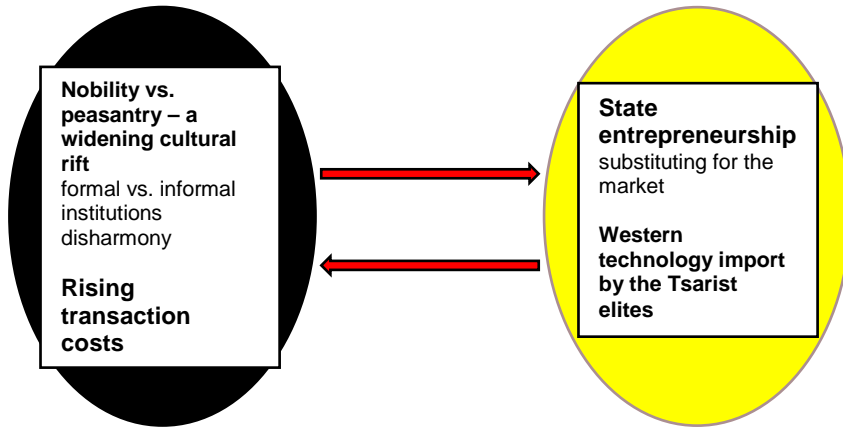 Nobility vs.
peasantry – a
widening cultural
rift
formal vs. informal
institutions
disharmony
Rising
transaction
costs
State
entrepreneurship
substituting for the
market
Western
technology import
by the Tsarist
elites